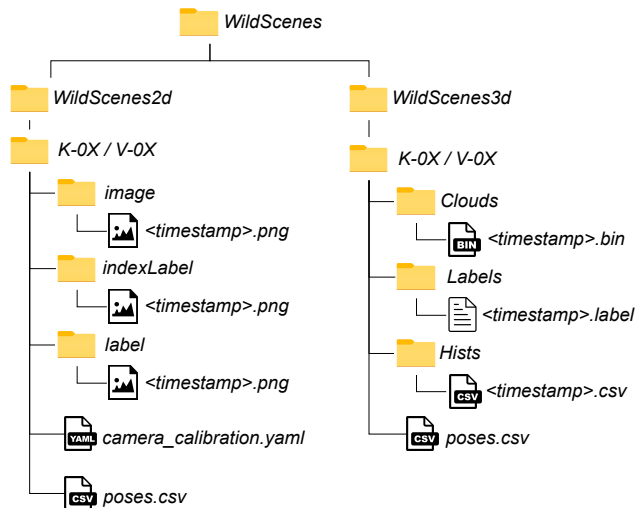 WildScenes
WildScenes2d
K-0X / V-0X
image
<timestamp>.png
indexLabel
<timestamp>.png
label
<timestamp>.png
YAML camera_calibration.yaml
CSV poses.csv
WildScenes3d
K-0X / V-0X
Clouds
BIN <timestamp>.bin
Labels
<timestamp>.label
Hists
CSV <timestamp>.csv
CSV poses.csv